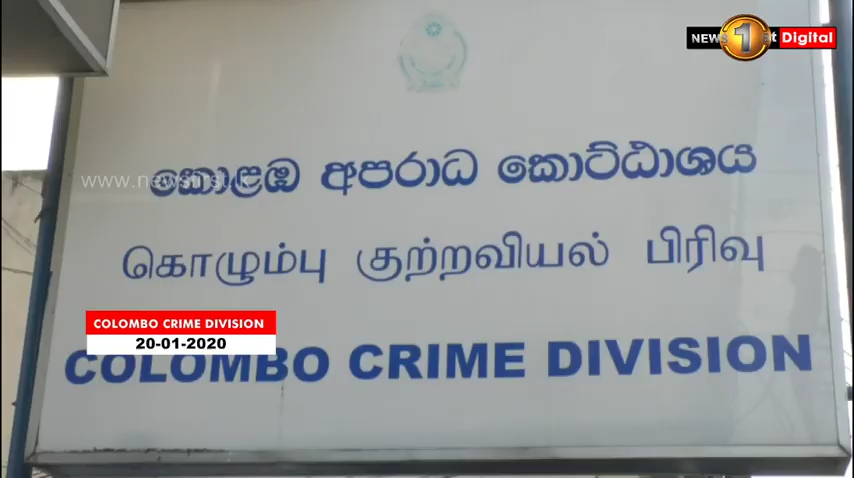 NEWS 1st Digital
www.newsfirst.lk
කොළඹ අපරාධ කොට්ඨාශය
கொழும்பு குற்றவியல் பிரிவு
COLOMBO CRIME DIVISION
20-01-2020
COLOMBO CRIME DIVISION